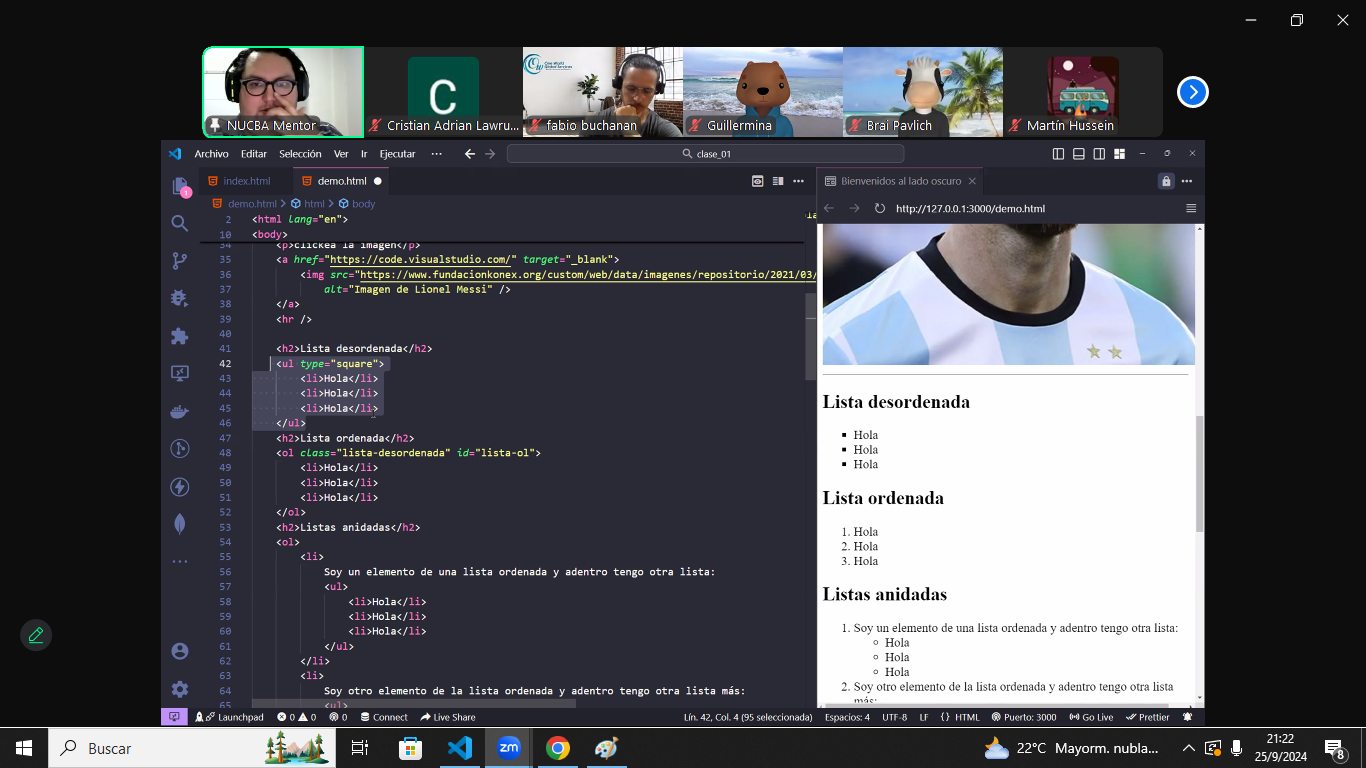 One World
Global Services
C
NUCBA Mentor
Cristian Adrian Lawru...
fabio buchanan
Guillermina
Brai Pavlich
Martín Hussein
Archivo Editar Selección Ver Ir Ejecutar ··· clase_01
index.html demo.html Bienvenidos al lado oscuro
demo.html > html > body
http://127.0.0.1:3000/demo.html
1
2 <html lang="en">
10 <body>
34 <p>clickea la imagen</p>
35 <a href="https://code.visualstudio.com/" target="_blank">
36 <img src="https://www.fundacionkonex.org/custom/web/data/imagenes/repositorio/2021/03/
37 alt="Imagen de Lionel Messi" />
38 </a>
39 <hr />
40
41 <h2>Lista desordenada</h2>
42 <ul type="square">
43 <li>Hola</li>
44 <li>Hola</li>
45 <li>Hola</li>
46 </ul>
47 <h2>Lista ordenada</h2>
48 <ol class="lista-desordenada" id="lista-ol">
49 <li>Hola</li>
50 <li>Hola</li>
51 <li>Hola</li>
52 </ol>
53 <h2>Listas anidadas</h2>
54 <ol>
55 <li>
56 Soy un elemento de una lista ordenada y adentro tengo otra lista:
57 <ul>
58 <li>Hola</li>
59 <li>Hola</li>
60 <li>Hola</li>
61 </ul>
62 </li>
63 <li>
64 Soy otro elemento de la lista ordenada y adentro tengo otra lista más:
65 <ul>
Lista desordenada
▪ Hola
▪ Hola
▪ Hola
Lista ordenada
1. Hola
2. Hola
3. Hola
Listas anidadas
1. Soy un elemento de una lista ordenada y adentro tengo otra lista:
◦ Hola
◦ Hola
◦ Hola
2. Soy otro elemento de la lista ordenada y adentro tengo otra lista
más:
Launchpad 0 0 0 Connect Live Share Lín. 42, Col. 4 (95 seleccionada) Espacios: 4 UTF-8 LF {} HTML Puerto: 3000 Go Live Prettier
Buscar
zm
22°C Mayorm. nubla...
21:22
25/9/2024
8